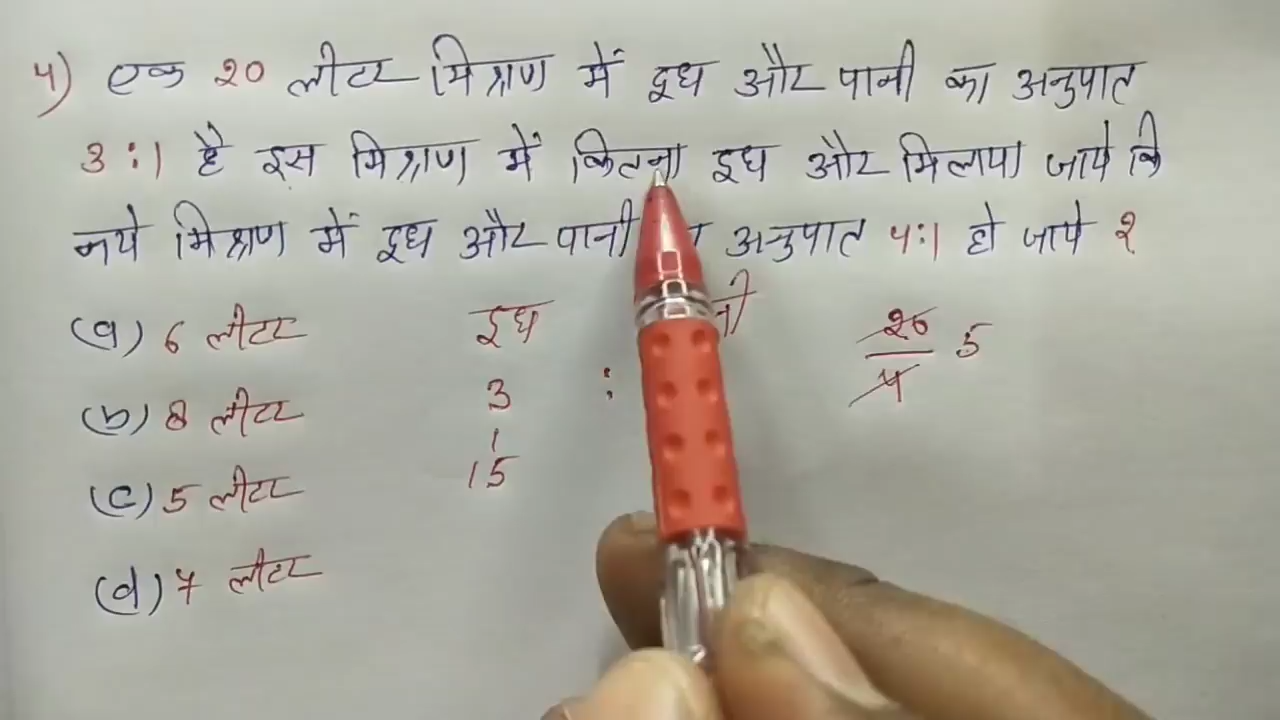 4) एक 20 लीटर मिश्रण में दूध और पानी का अनुपात
3:1 है इस मिश्रण में कितना दूध और मिलाया जाये कि
नये मिश्रण में दूध और पानी अनुपात 4:1 हो जाये ?
(a) 6 लीटर
(b) 8 लीटर
(c) 5 लीटर
(d) 7 लीटर
दूध
3 :
1
15
20
4
5